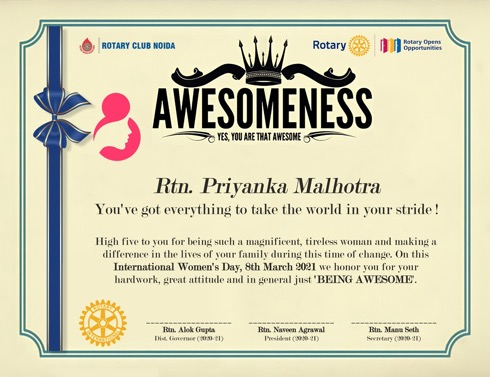 ROTARY CLUB NOIDA
Rotary
Rotary Opens
Opportunities
AWESOMENESS
YES, YOU ARE THAT AWESOME
Rtn. Priyanka Malhotra
You've got everything to take the world in your stride !
High five to you for being such a magnificent, tireless woman and making a
difference in the lives of your family during this time of change. On this
International Women's Day, 8th March 2021 we honor you for your
hardwork, great attitude and in general just 'BEING AWESOME'.
Rtn. Alok Gupta
Dist. Governor (2020-21)
Rtn. Naveen Agrawal
President (2020-21)
Rtn. Manu Seth
Secretary (2020-21)